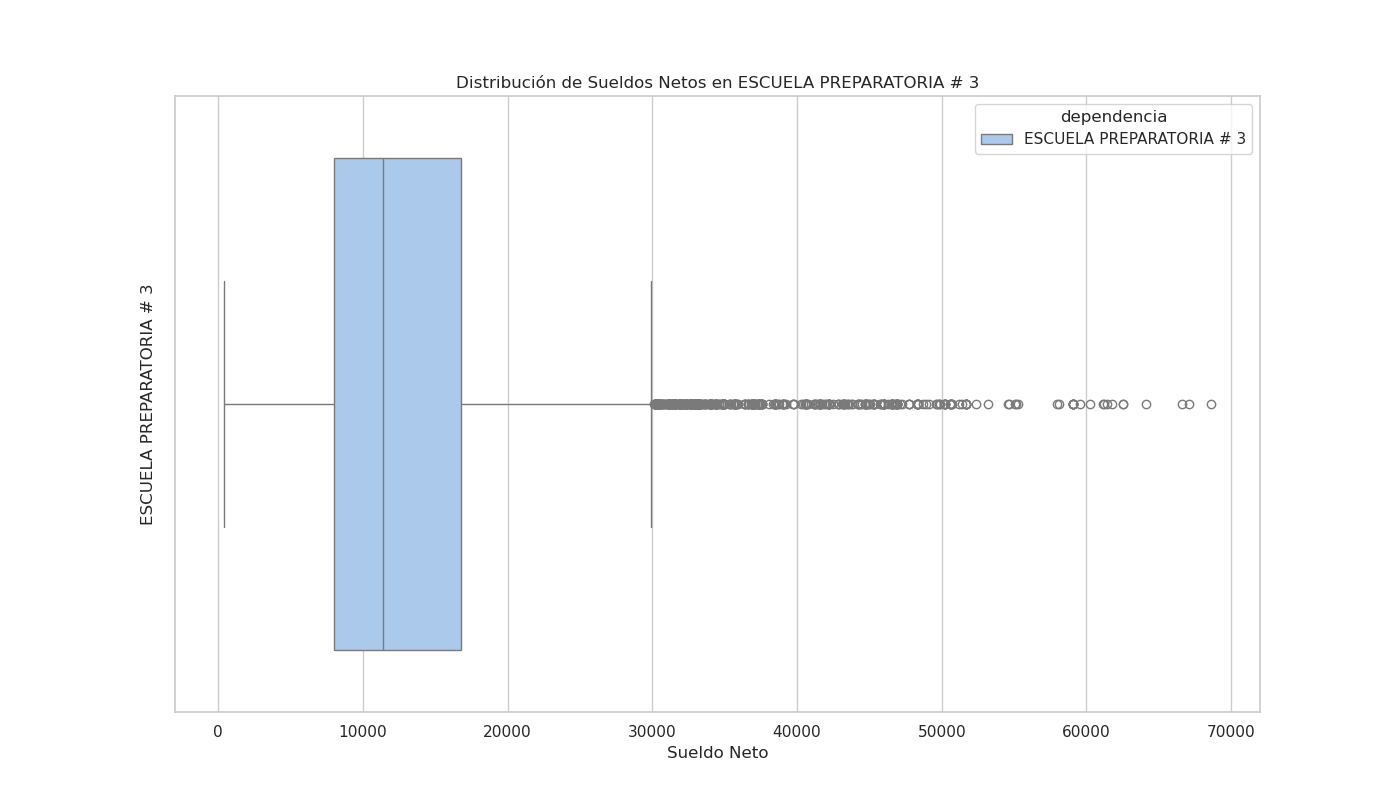 Distribución de Sueldos Netos en ESCUELA PREPARATORIA # 3
dependencia
ESCUELA PREPARATORIA # 3
ESCUELA PREPARATORIA # 3
0
10000
20000
30000
40000
50000
60000
70000
Sueldo Neto